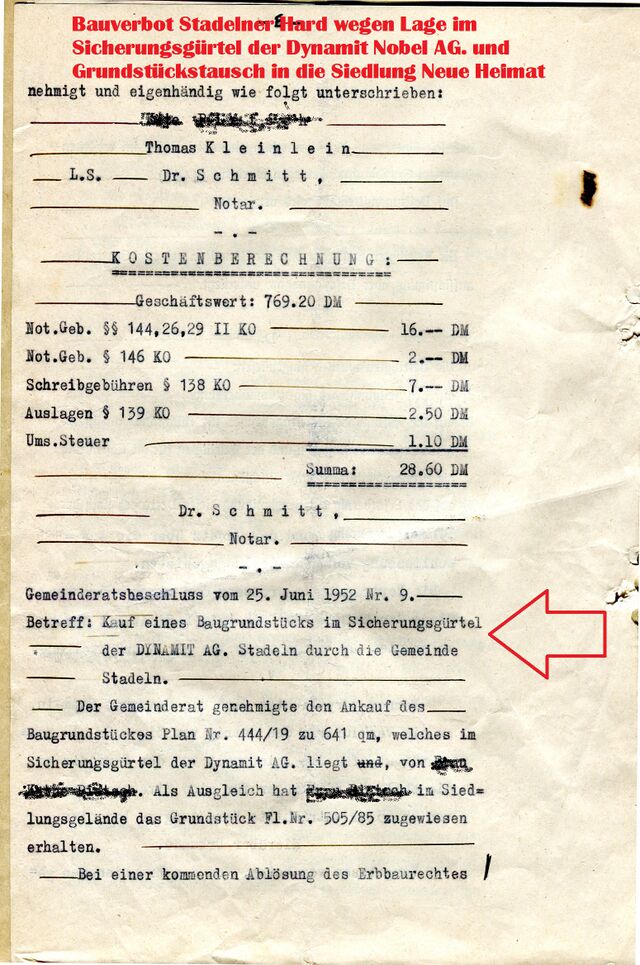 Bauverbot Stadelner Hard wegen Lage im
Sicherungsgürtel der Dynamit Nobel AG. und
Grundstückstausch in die Siedlung Neue Heimat
nehmigt und eigenhändig wie folgt unterschrieben:
Thomas Kleinlein
L.S. Dr. Schmitt,
Notar.
- . -
KOSTENBERECHNUNG:
Geschäftswert: 769.20 DM
Not.Geb. §§ 144,26,29 II KO 16.-- DM
Not.Geb. § 146 KO 2.-- DM
Schreibgebühren § 138 KO 7.-- DM
Auslagen § 139 KO 2.50 DM
Ums.Steuer 1.10 DM
Summa: 28.60 DM
Dr. Schmitt,
Notar.
- . -
Gemeinderatsbeschluss vom 25. Juni 1952 Nr. 9.
Betreff: Kauf eines Baugrundstücks im Sicherungsgürtel
der DYNAMIT AG. Stadeln durch die Gemeinde
Stadeln.
Der Gemeinderat genehmigte den Ankauf des
Baugrundstückes Plan Nr. 444/19 zu 641 qm, welches im
Sicherungsgürtel der Dynamit AG. liegt und, von
. Als Ausgleich hat im Sied=
lungsgelände das Grundstück Fl.Nr. 505/85 zugewiesen
erhalten.
Bei einer kommenden Ablösung des Erbbaurechtes